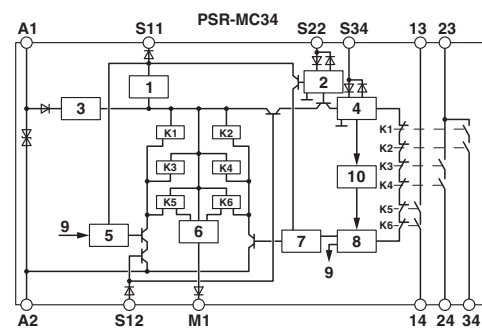 PSR-MC34
A1 S11 S22 S34 13 23
1 2
3 4
K1 K2 K1
K2
K3 K4 10 K3
K4
K5 K6 K5
9 5 6 7 8 K6
9
A2 S12 M1 14 24 34